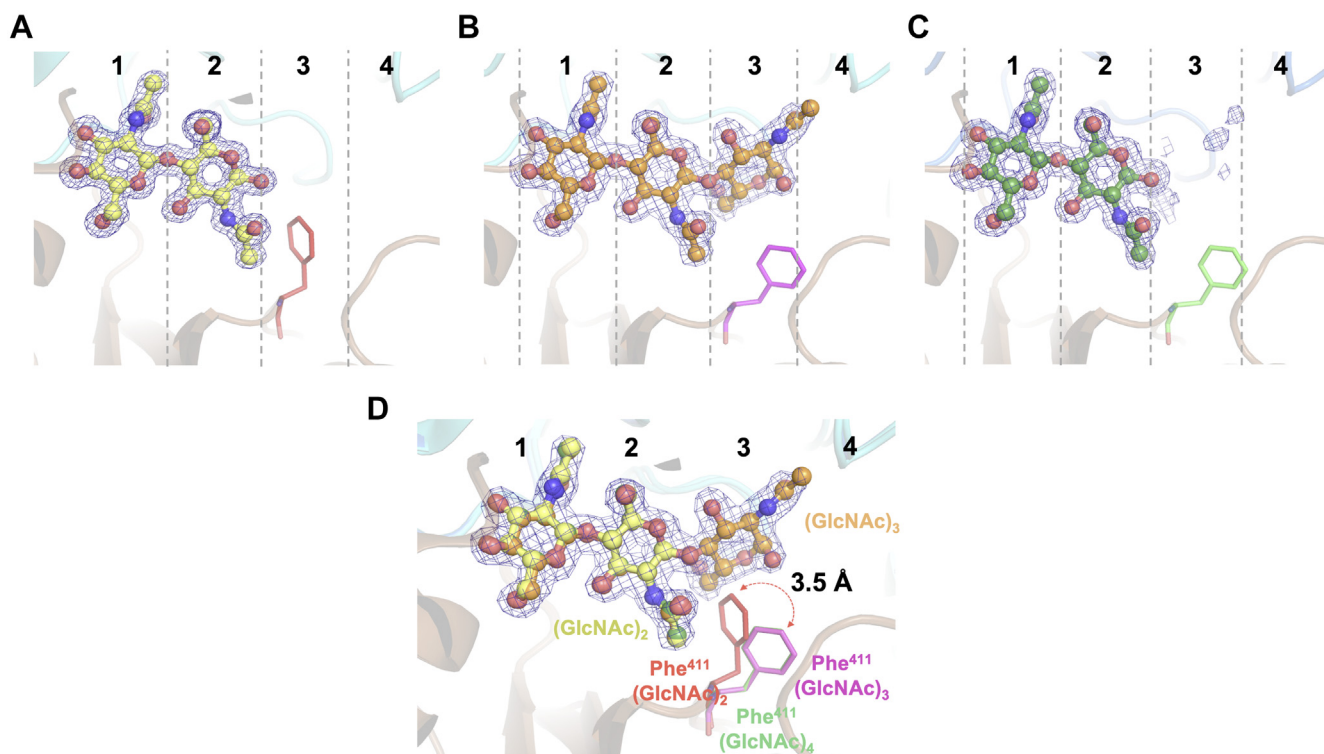 A
1 2 3 4
B
1 2 3 4
C
1 2 3 4
D
1 2 3 4
(GlcNAc)₃
3.5 Å
(GlcNAc)₂
Phe⁴¹¹
(GlcNAc)₂
Phe⁴¹¹
(GlcNAc)₃
Phe⁴¹¹
(GlcNAc)₄